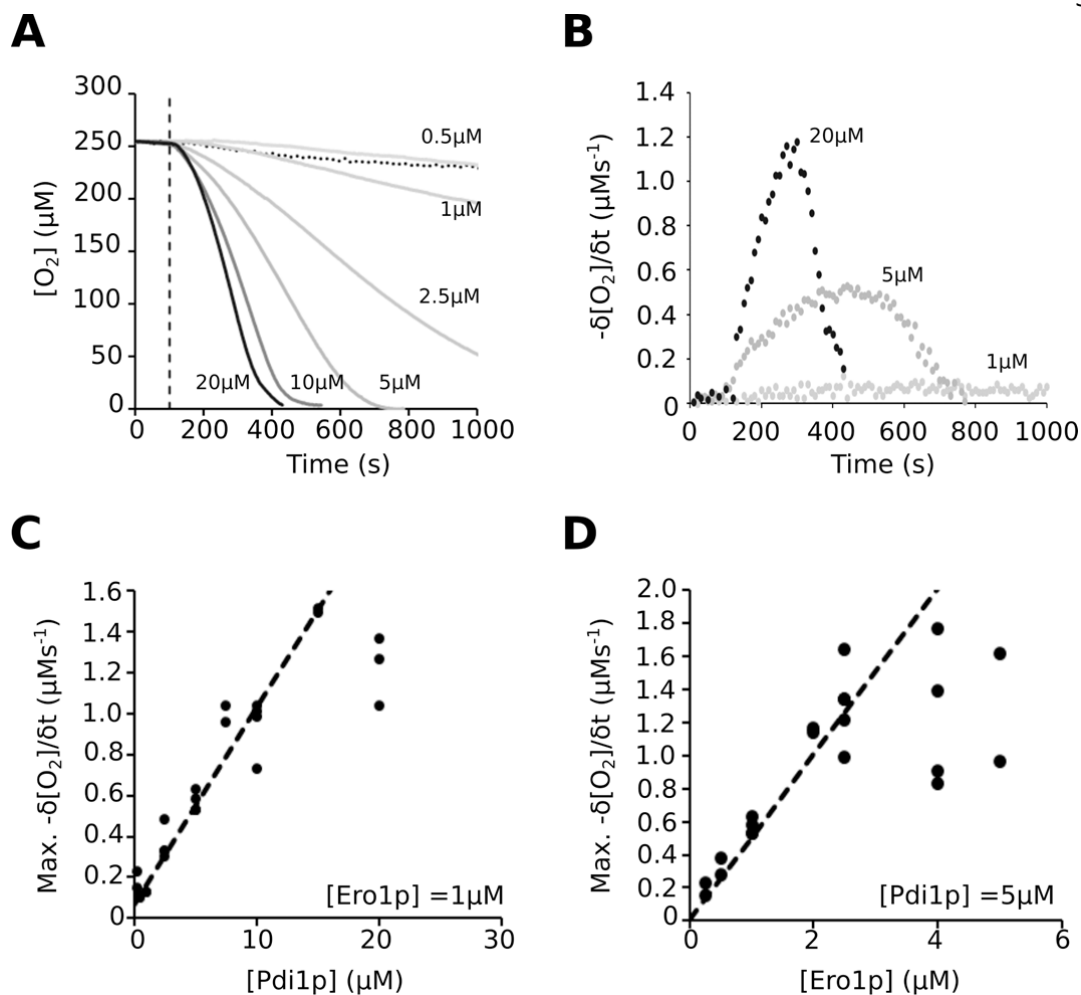 A
[O₂] (µM)
300
250
200
150
100
50
0
0.5µM
1µM
2.5µM
20µM
10µM
5µM
0 200 400 600 800 1000
Time (s)
B
-δ[O₂]/δt (µMs⁻¹)
1.4
1.2
1.0
0.8
0.6
0.4
0.2
0
20µM
5µM
1µM
0 200 400 600 800 1000
Time (s)
C
Max. -δ[O₂]/δt (µMs⁻¹)
1.6
1.4
1.2
1.0
0.8
0.6
0.4
0.2
0
[Ero1p] =1µM
0 10 20 30
[Pdi1p] (µM)
D
Max. -δ[O₂]/δt (µMs⁻¹)
2.0
1.8
1.6
1.4
1.2
1.0
0.8
0.6
0.4
0.2
0
[Pdi1p] =5µM
0 2 4 6
[Ero1p] (µM)